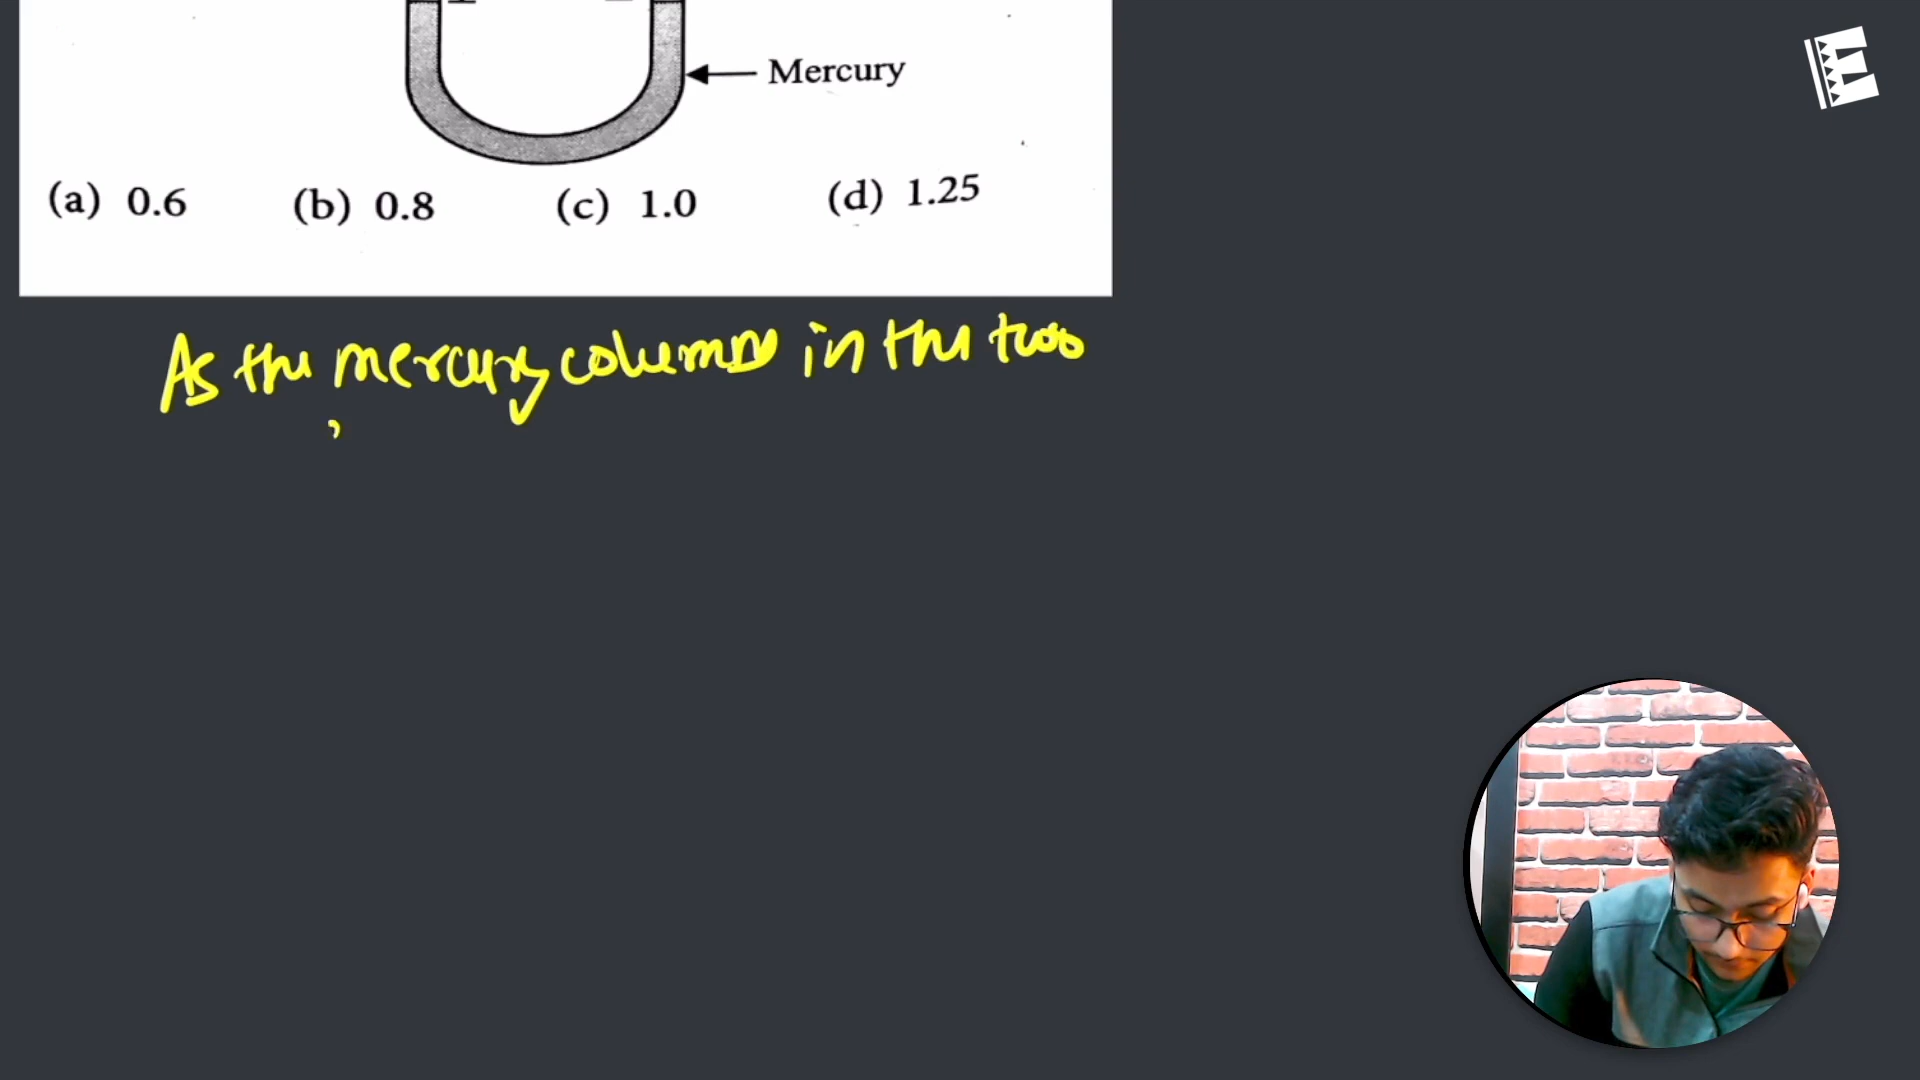 Mercury
(a) 0.6 (b) 0.8 (c) 1.0 (d) 1.25
As the mercury columns in the two